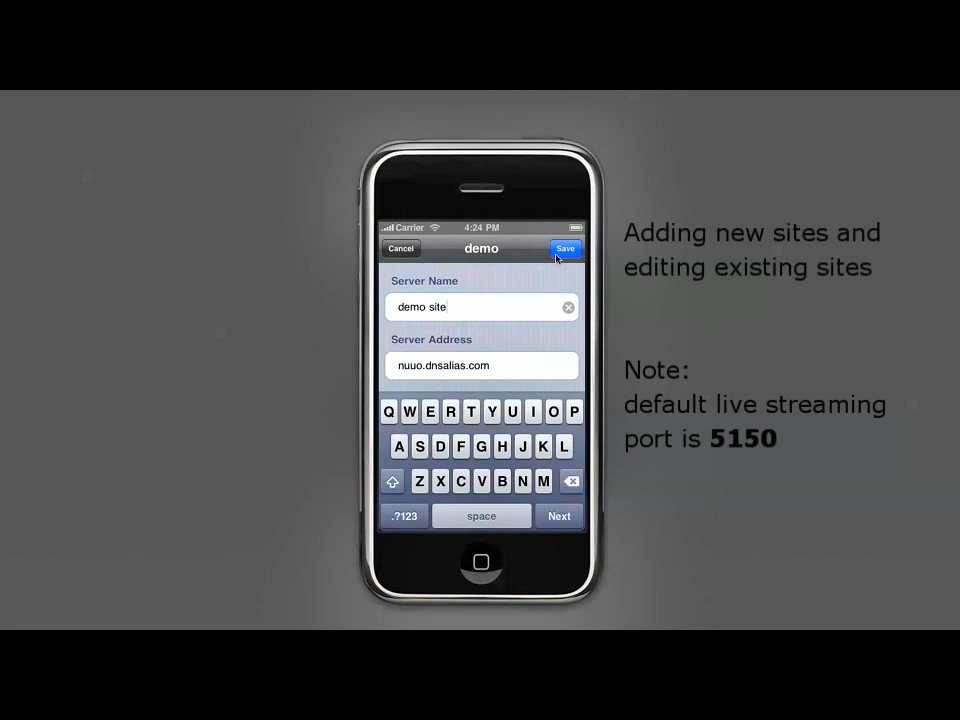 Carrier 4:24 PM
Cancel demo Save
Server Name
demo site
Server Address
nuuo.dnsalias.com
Q W E R T Y U I O P
A S D F G H J K L
Z X C V B N M
.?123 space Next
Adding new sites and
editing existing sites
Note:
default live streaming
port is 5150